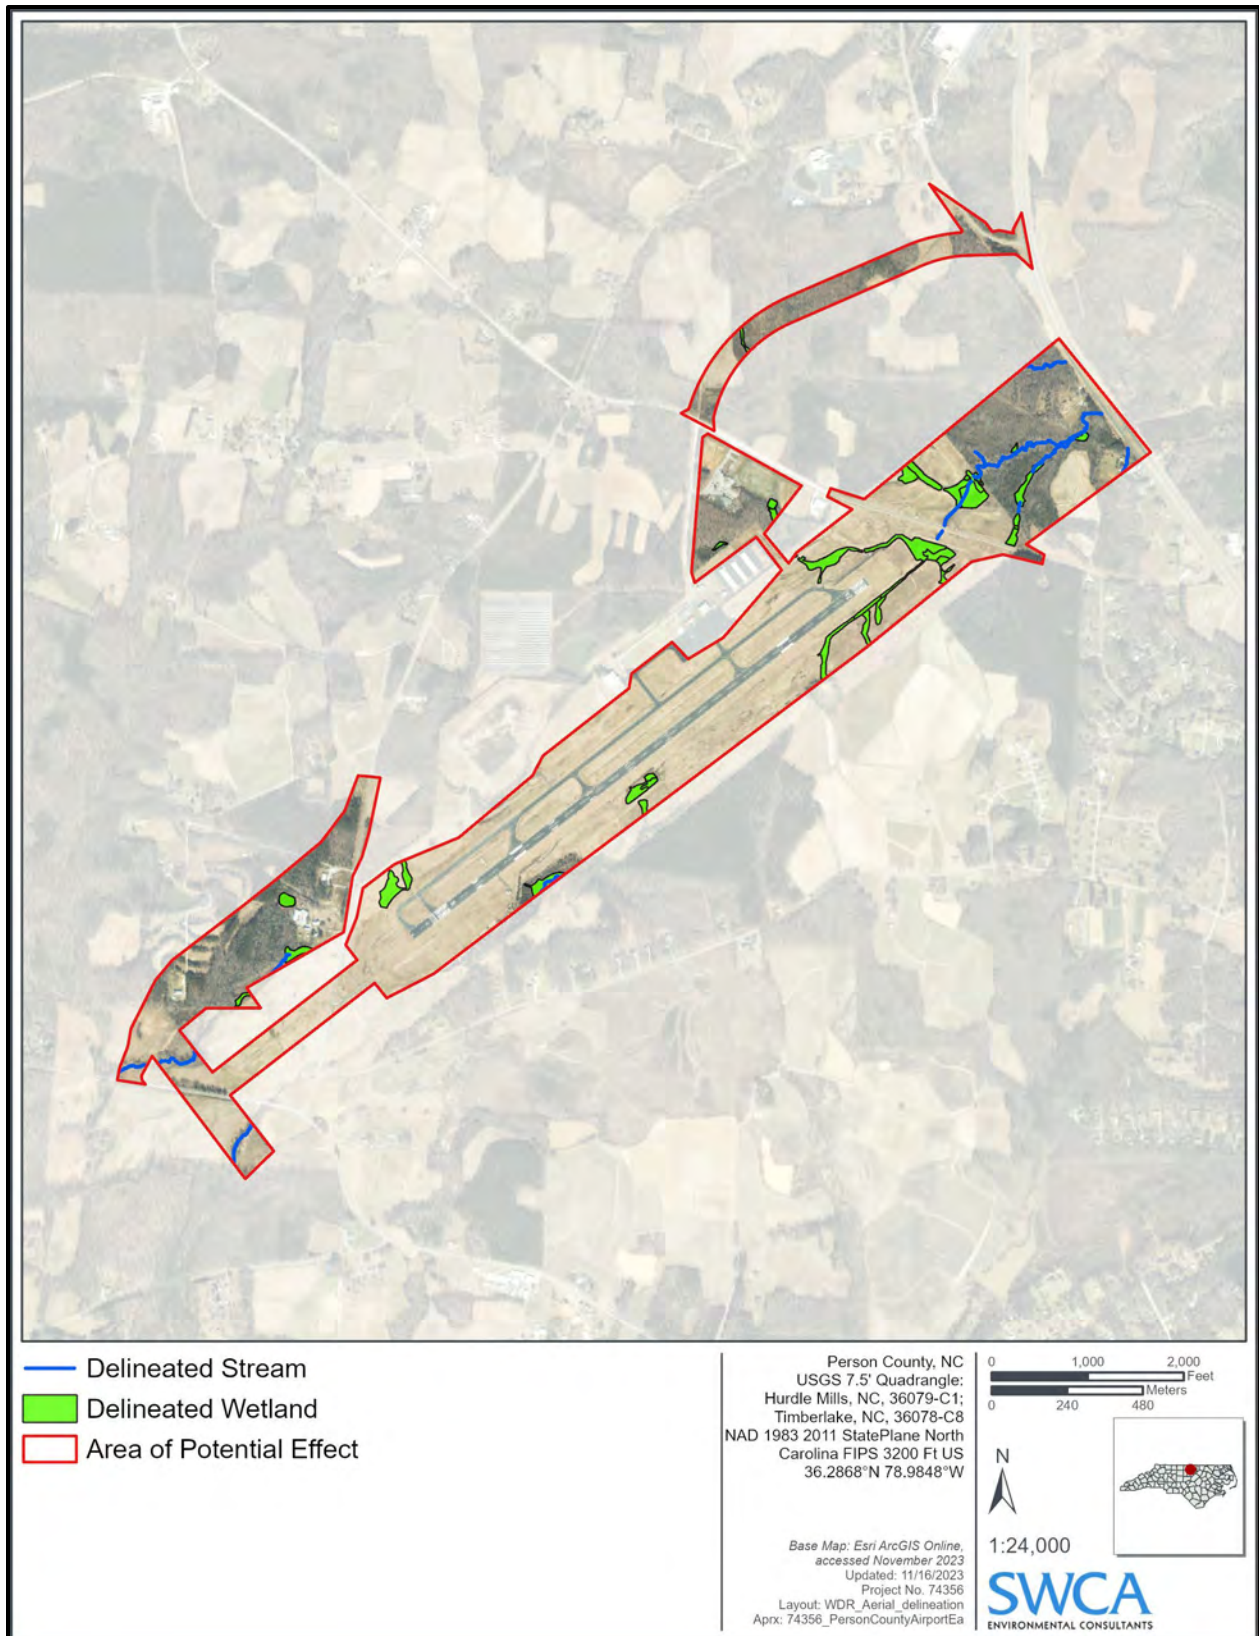 Delineated Stream
Delineated Wetland
Area of Potential Effect
Person County, NC
USGS 7.5' Quadrangle:
Hurdle Mills, NC, 36079-C1;
Timberlake, NC, 36078-C8
NAD 1983 2011 StatePlane North
Carolina FIPS 3200 Ft US
36.2868°N 78.9848°W
Base Map: Esri ArcGIS Online,
accessed November 2023
Updated: 11/16/2023
Project No. 74356
Layout: WDR_Aerial_delineation
Aprx: 74356_PersonCountyAirportEa
0 1,000 2,000
Feet
Meters
0 240 480
N
1:24,000
SWCA
ENVIRONMENTAL CONSULTANTS